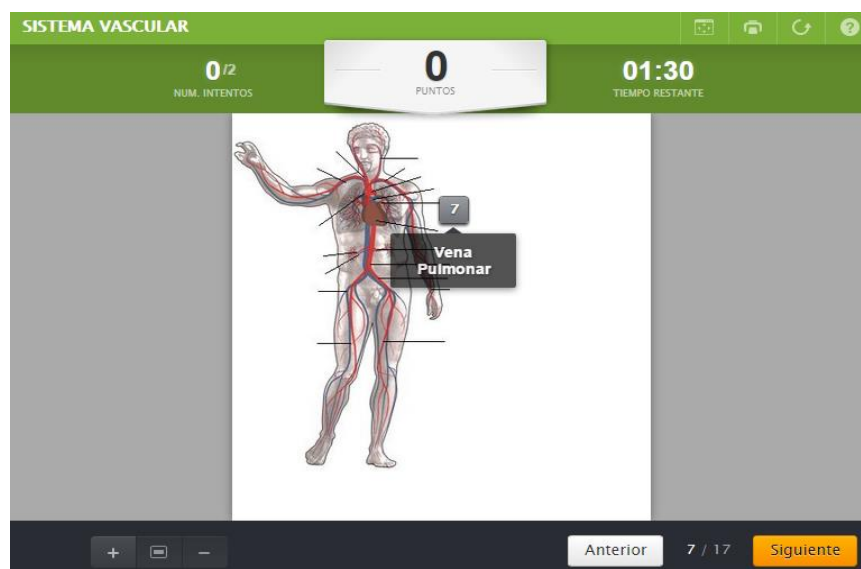 SISTEMA VASCULAR
?
0/2
NUM. INTENTOS
0
PUNTOS
01:30
TIEMPO RESTANTE
7
Vena
Pulmonar
+
−
Anterior
7 / 17
Siguiente